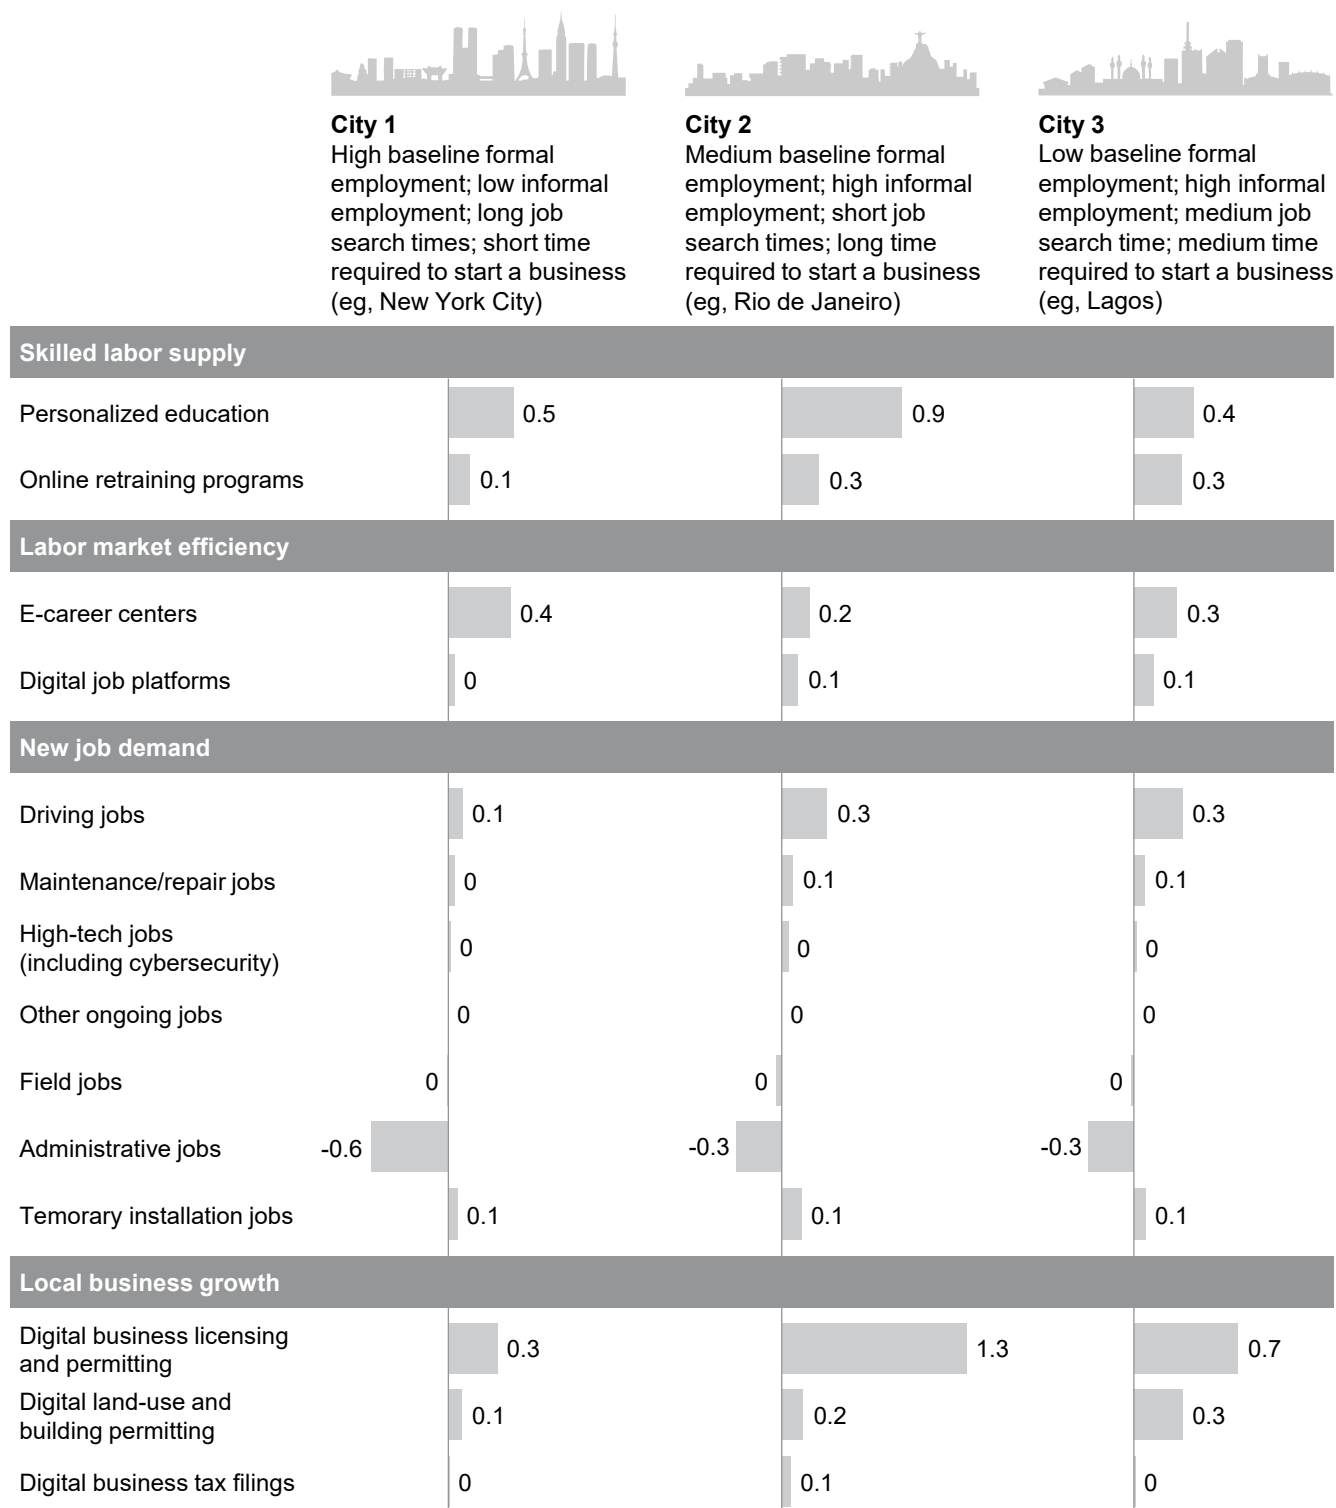 City 1
High baseline formal
employment; low informal
employment; long job
search times; short time
required to start a business
(eg, New York City)
City 2
Medium baseline formal
employment; high informal
employment; short job
search times; long time
required to start a business
(eg, Rio de Janeiro)
City 3
Low baseline formal
employment; high informal
employment; medium job
search time; medium time
required to start a business
(eg, Lagos)
Skilled labor supply
Personalized education 0.5 0.9 0.4
Online retraining programs 0.1 0.3 0.3
Labor market efficiency
E-career centers 0.4 0.2 0.3
Digital job platforms 0 0.1 0.1
New job demand
Driving jobs 0.1 0.3 0.3
Maintenance/repair jobs 0 0.1 0.1
High-tech jobs
(including cybersecurity) 0 0 0
Other ongoing jobs 0 0 0
Field jobs 0 0 0
Administrative jobs -0.6 -0.3 -0.3
Temorary installation jobs 0.1 0.1 0.1
Local business growth
Digital business licensing
and permitting 0.3 1.3 0.7
Digital land-use and
building permitting 0.1 0.2 0.3
Digital business tax filings 0 0.1 0